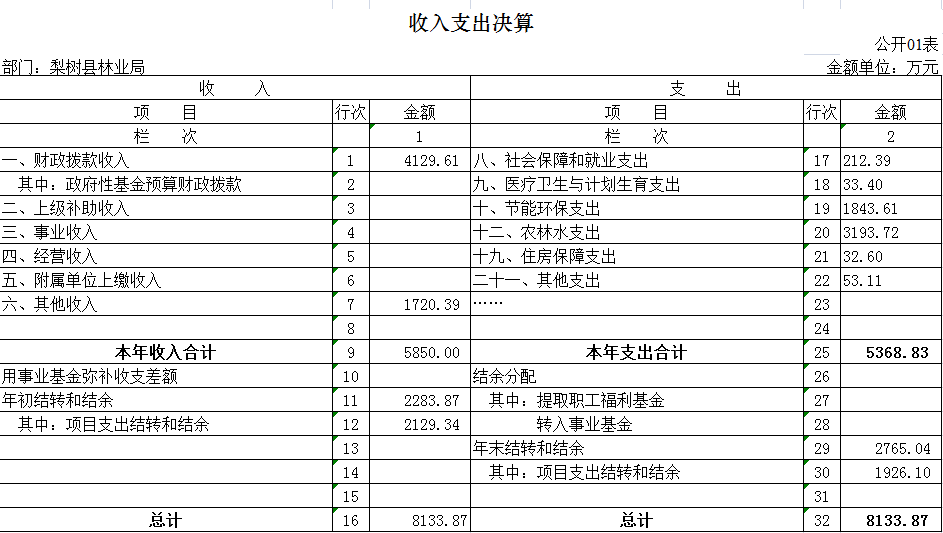 收入支出决算
公开01表
部门：梨树县林业局 金额单位：万元
收 入 支 出
项 目 行次 金额 项 目 行次 金额
栏 次 1 栏 次 2
一、财政拨款收入 1 4129.61 八、社会保障和就业支出 17 212.39
其中：政府性基金预算财政拨款 2 九、医疗卫生与计划生育支出 18 33.40
二、上级补助收入 3 十、节能环保支出 19 1843.61
三、事业收入 4 十二、农林水支出 20 3193.72
四、经营收入 5 十九、住房保障支出 21 32.60
五、附属单位上缴收入 6 二十一、其他支出 22 53.11
六、其他收入 7 1720.39 …… 23
8 24
本年收入合计 9 5850.00 本年支出合计 25 5368.83
用事业基金弥补收支差额 10 结余分配 26
年初结转和结余 11 2283.87 其中：提取职工福利基金 27
其中：项目支出结转和结余 12 2129.34 转入事业基金 28
13 年末结转和结余 29 2765.04
14 其中：项目支出结转和结余 30 1926.10
15 31
总计 16 8133.87 总计 32 8133.87